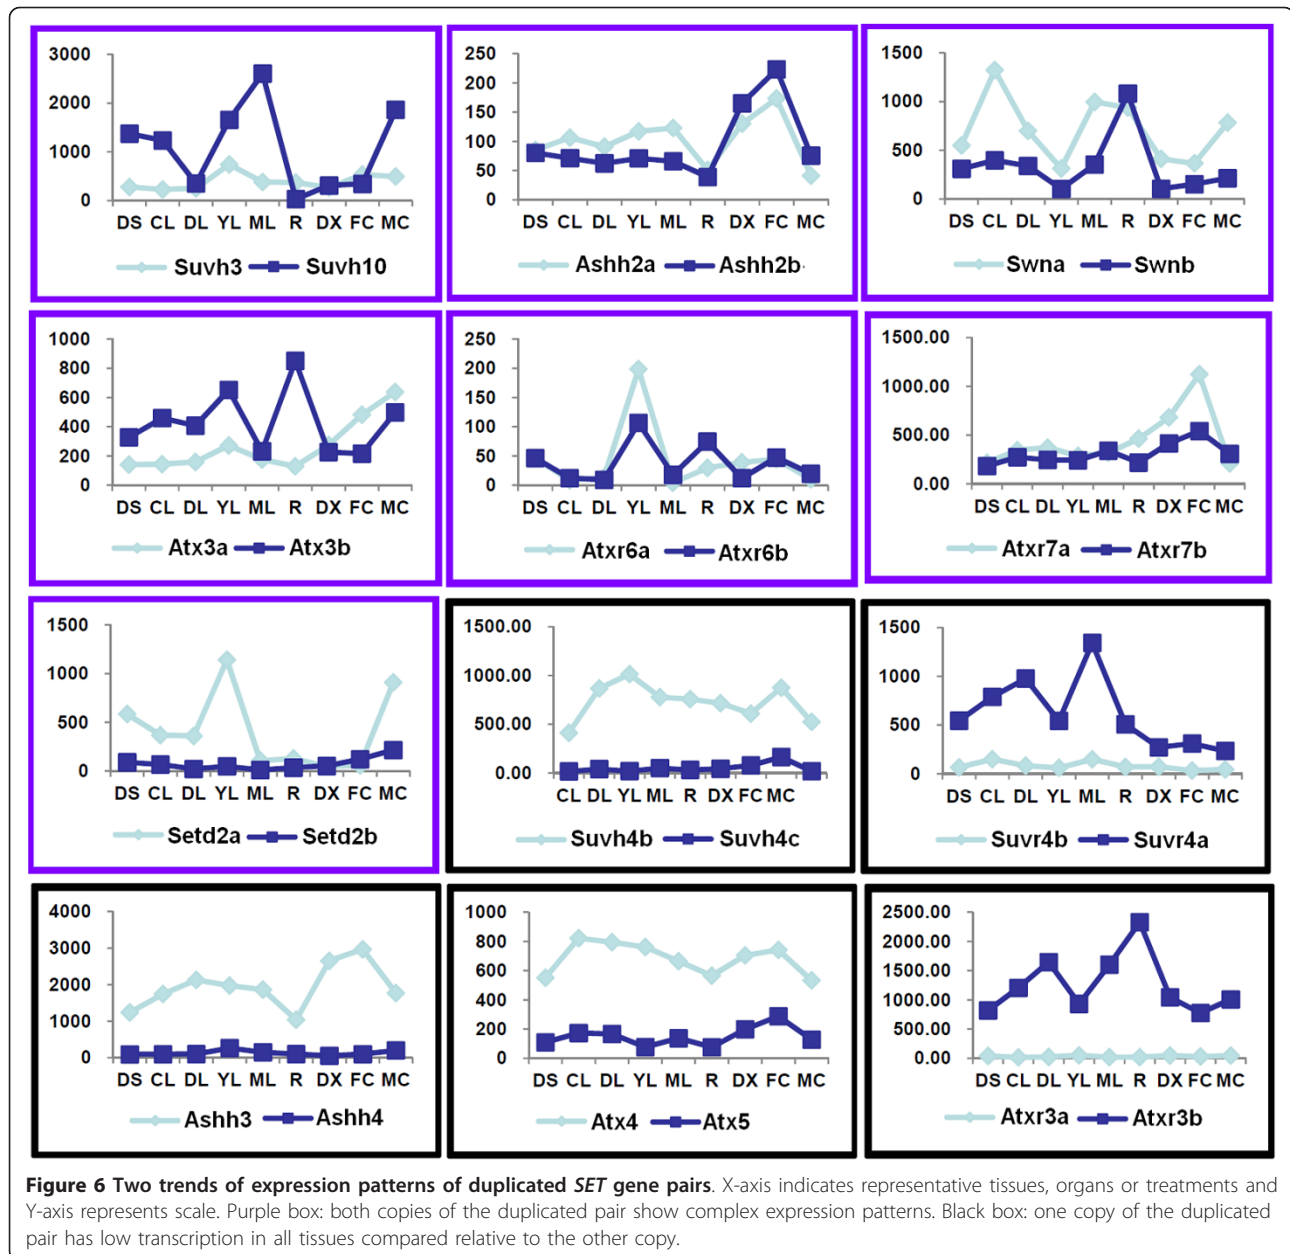 3000
2000
1000
0
DS CL DL YL ML R DX FC MC
Suvh3 Suvh10
250
200
150
100
50
0
DS CL DL YL ML R DX FC MC
Ashh2a Ashh2b
1500
1000
500
0
DS CL DL YL ML R DX FC MC
Swna Swnb
1000
800
600
400
200
0
DS CL DL YL ML R DX FC MC
Atx3a Atx3b
250
200
150
100
50
0
DS CL DL YL ML R DX FC MC
Atxr6a Atxr6b
1500.00
1000.00
500.00
0.00
DS CL DL YL ML R DX FC MC
Atxr7a Atxr7b
1500
1000
500
0
DS CL DL YL ML R DX FC MC
Setd2a Setd2b
1500.00
1000.00
500.00
0.00
CL DL YL ML R DX FC MC
Suvh4b Suvh4c
1500
1000
500
0
DS CL DL YL ML R DX FC MC
Suvr4b Suvr4a
4000
3000
2000
1000
0
DS CL DL YL ML R DX FC MC
Ashh3 Ashh4
1000
800
600
400
200
0
DS CL DL YL ML R DX FC MC
Atx4 Atx5
2500.00
2000.00
1500.00
1000.00
500.00
0.00
DS CL DL YL ML R DX FC MC
Atxr3a Atxr3b
Figure 6 Two trends of expression patterns of duplicated SET gene pairs. X-axis indicates representative tissues, organs or treatments and
Y-axis represents scale. Purple box: both copies of the duplicated pair show complex expression patterns. Black box: one copy of the duplicated
pair has low transcription in all tissues compared relative to the other copy.